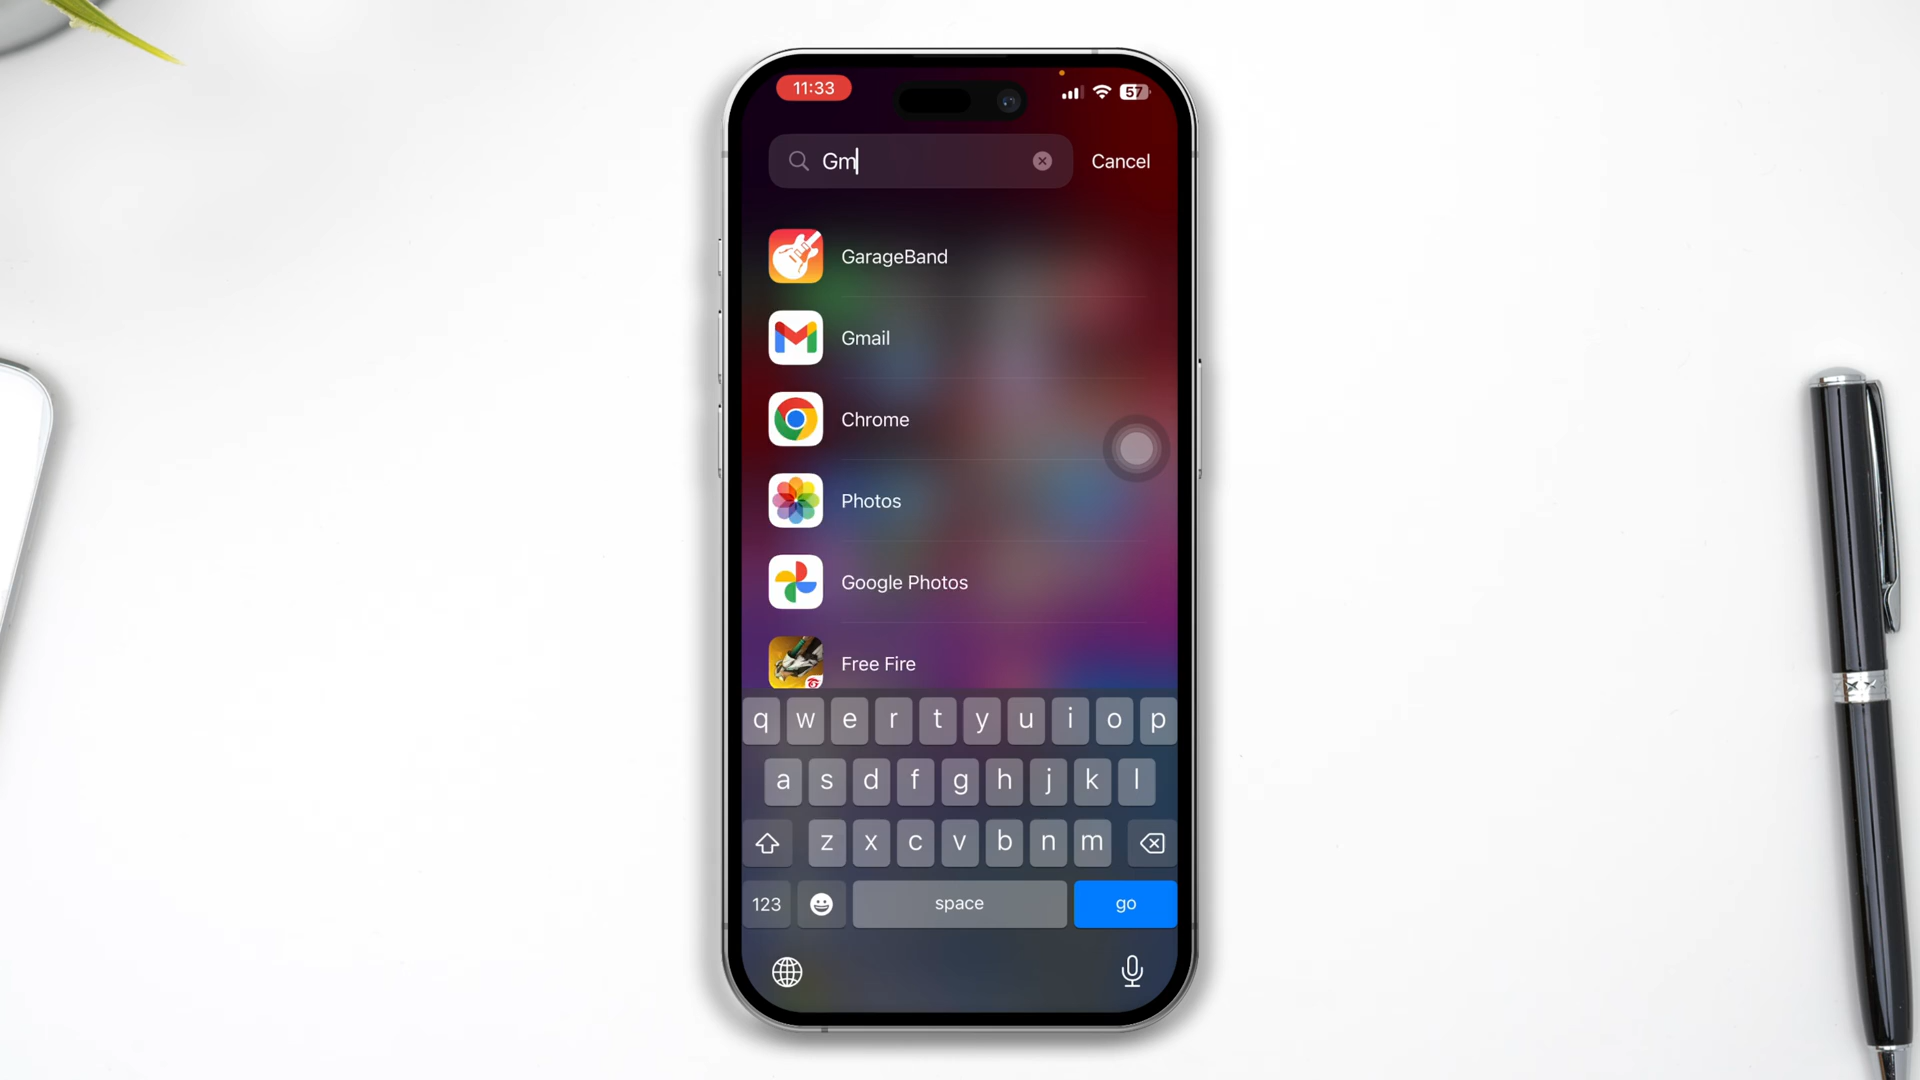 11:33
57
Gm
Cancel
GarageBand
Gmail
Chrome
Photos
Google Photos
Free Fire
q w e r t y u i o p
a s d f g h j k l
z x c v b n m
123
space
go